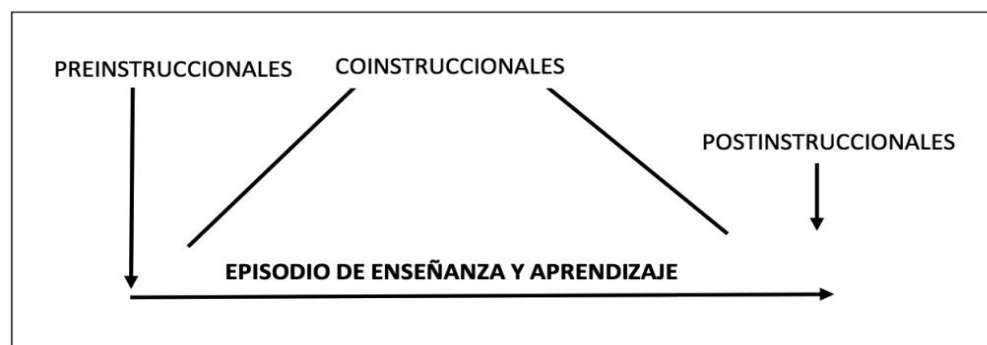 PREINSTRUCCIONALES
COINSTRUCCIONALES
POSTINSTRUCCIONALES
EPISODIO DE ENSEÑANZA Y APRENDIZAJE